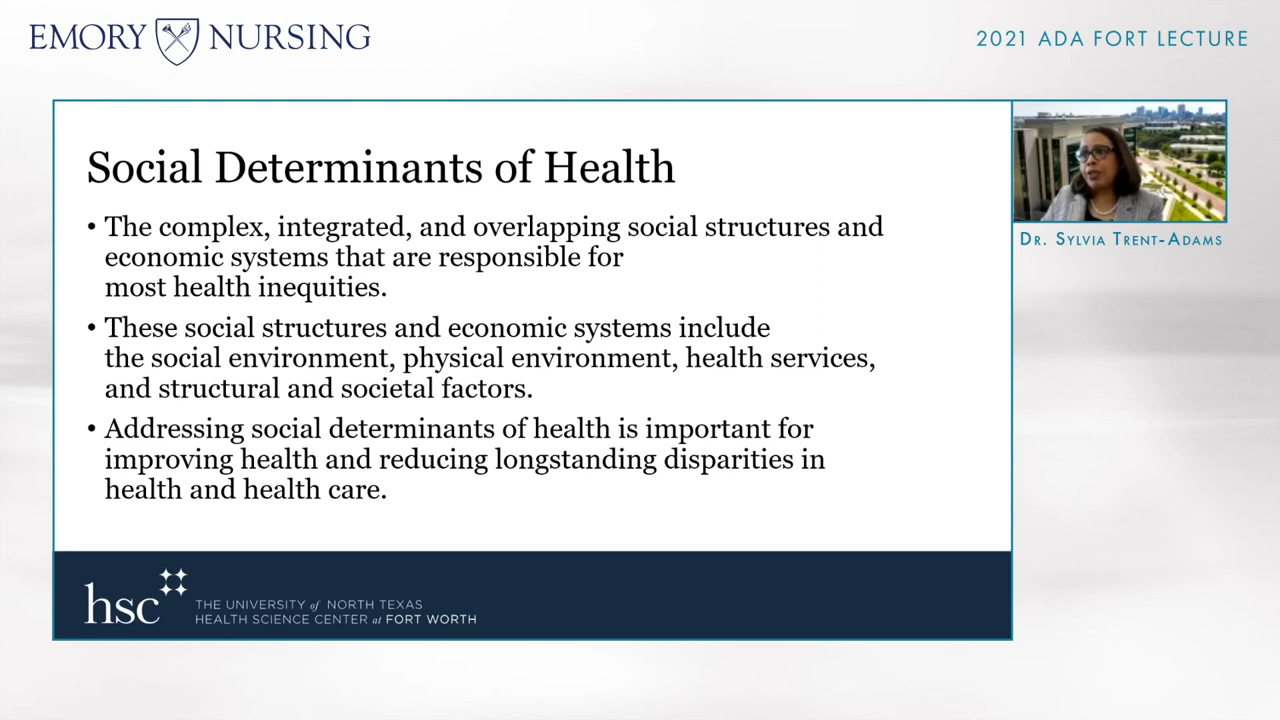 EMORY NURSING
2021 ADA FORT LECTURE
Social Determinants of Health
• The complex, integrated, and overlapping social structures and
economic systems that are responsible for
most health inequities.
• These social structures and economic systems include
the social environment, physical environment, health services,
and structural and societal factors.
• Addressing social determinants of health is important for
improving health and reducing longstanding disparities in
health and health care.
DR. SYLVIA TRENT-ADAMS
hsc
THE UNIVERSITY of NORTH TEXAS
HEALTH SCIENCE CENTER at FORT WORTH